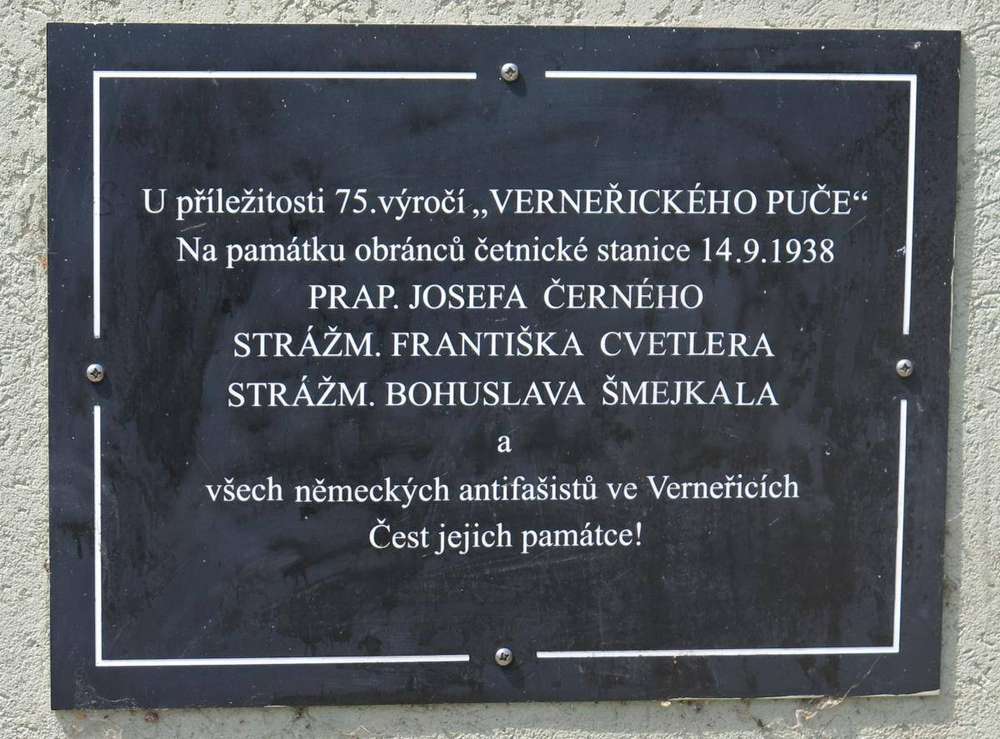 U příležitosti 75.výročí „VERNEŘICKÉHO PUČE“
Na památku obránců četnické stanice 14.9.1938
PRAP. JOSEFA ČERNÉHO
STRÁŽM. FRANTIŠKA CVETLERA
STRÁŽM. BOHUSLAVA ŠMEJKALA
a
všech německých antifašistů ve Verneřicích
Čest jejich památce!